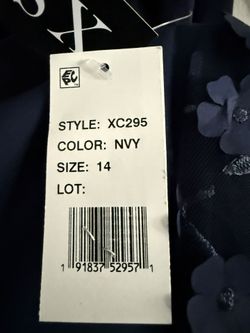 STYLE: XC295
COLOR: NVY
SIZE: 14
LOT:
1 91837 52957 1